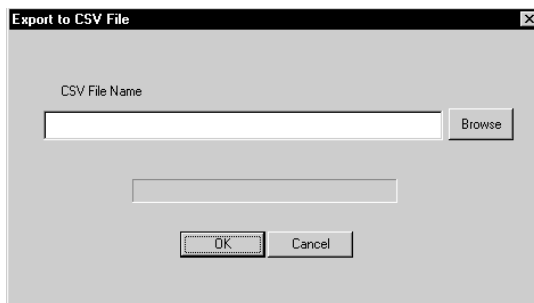 Export to CSV File
CSV File Name
Browse
OK
Cancel